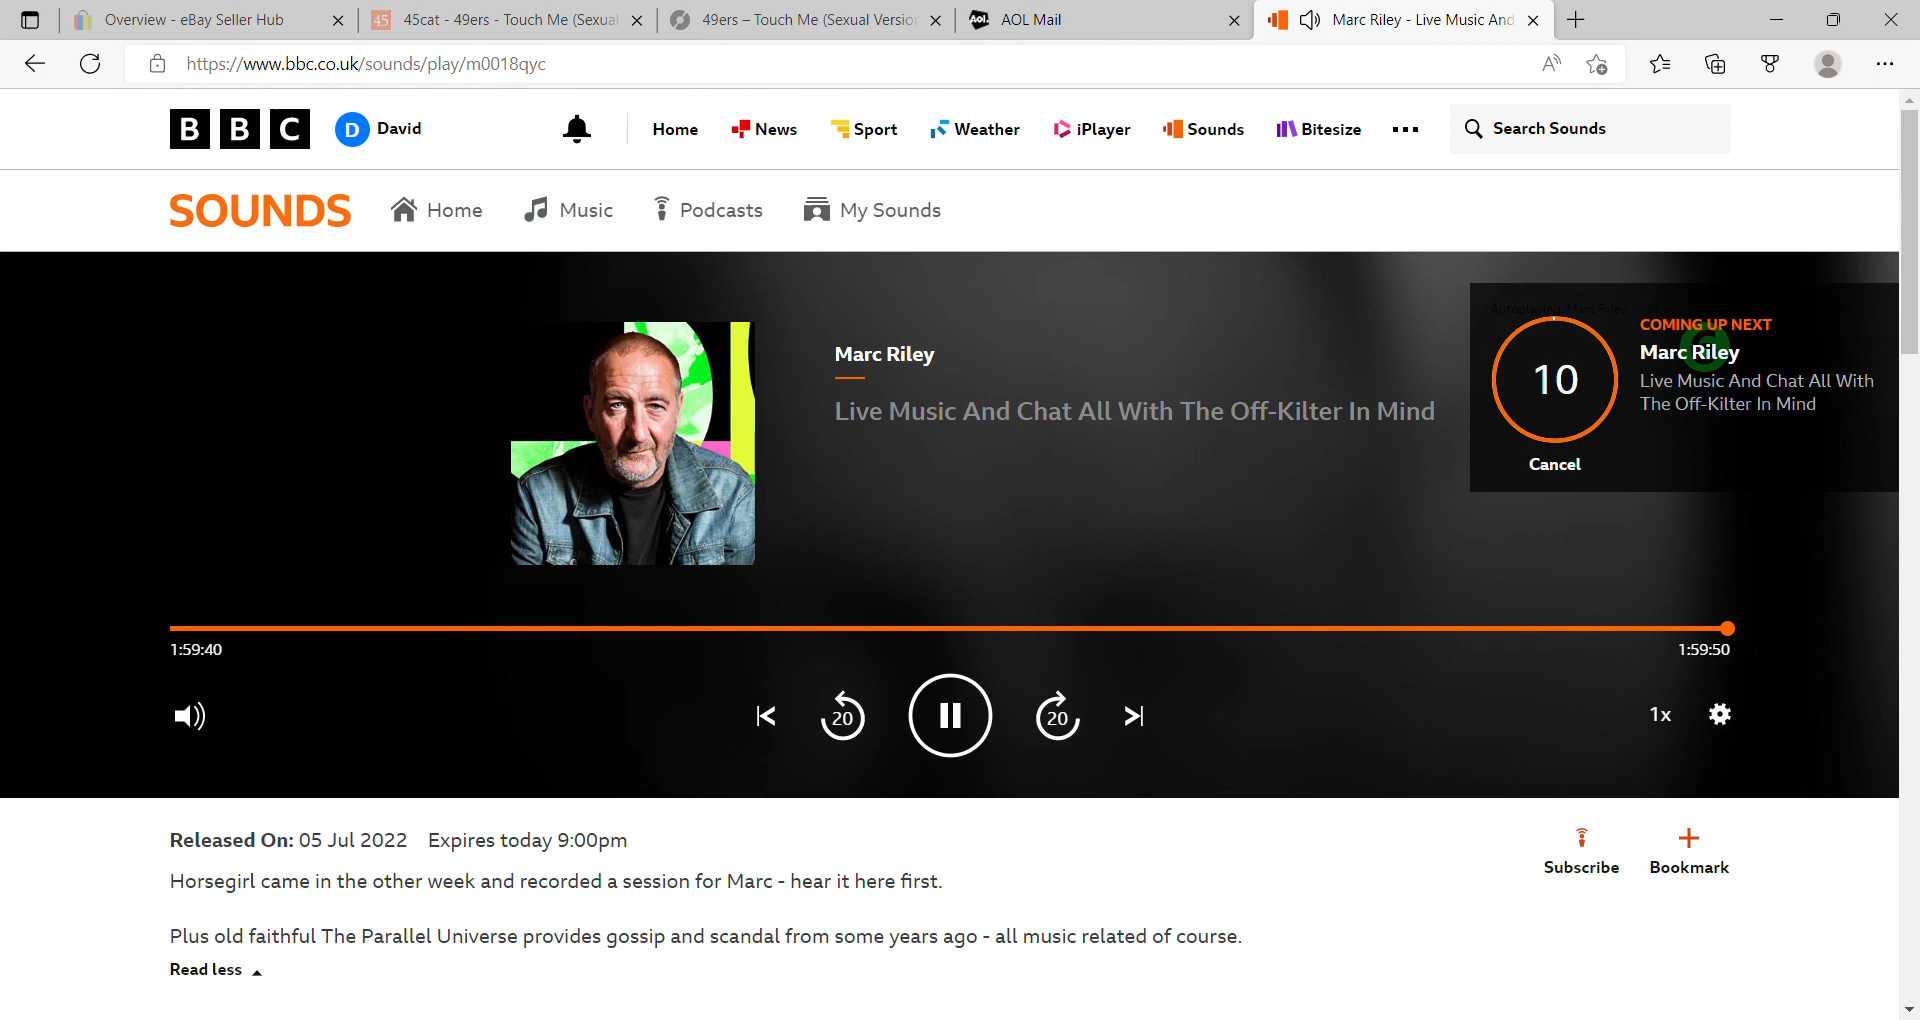 Overview - eBay Seller Hub
45 45cat - 49ers - Touch Me (Sexual
49ers – Touch Me (Sexual Version
Aol. AOL Mail
Marc Riley - Live Music And
https://www.bbc.co.uk/sounds/play/m0018qyc
BBC D David Home News Sport Weather iPlayer Sounds Bitesize Search Sounds
SOUNDS Home Music Podcasts My Sounds
Marc Riley
Live Music And Chat All With The Off-Kilter In Mind
Autoplaying Marc Riley
COMING UP NEXT
10
Marc Riley
Live Music And Chat All With
The Off-Kilter In Mind
Cancel
1:59:40 1:59:50
20 20 1x
Released On: 05 Jul 2022 Expires today 9:00pm
Subscribe Bookmark
Horsegirl came in the other week and recorded a session for Marc - hear it here first.
Plus old faithful The Parallel Universe provides gossip and scandal from some years ago - all music related of course.
Read less